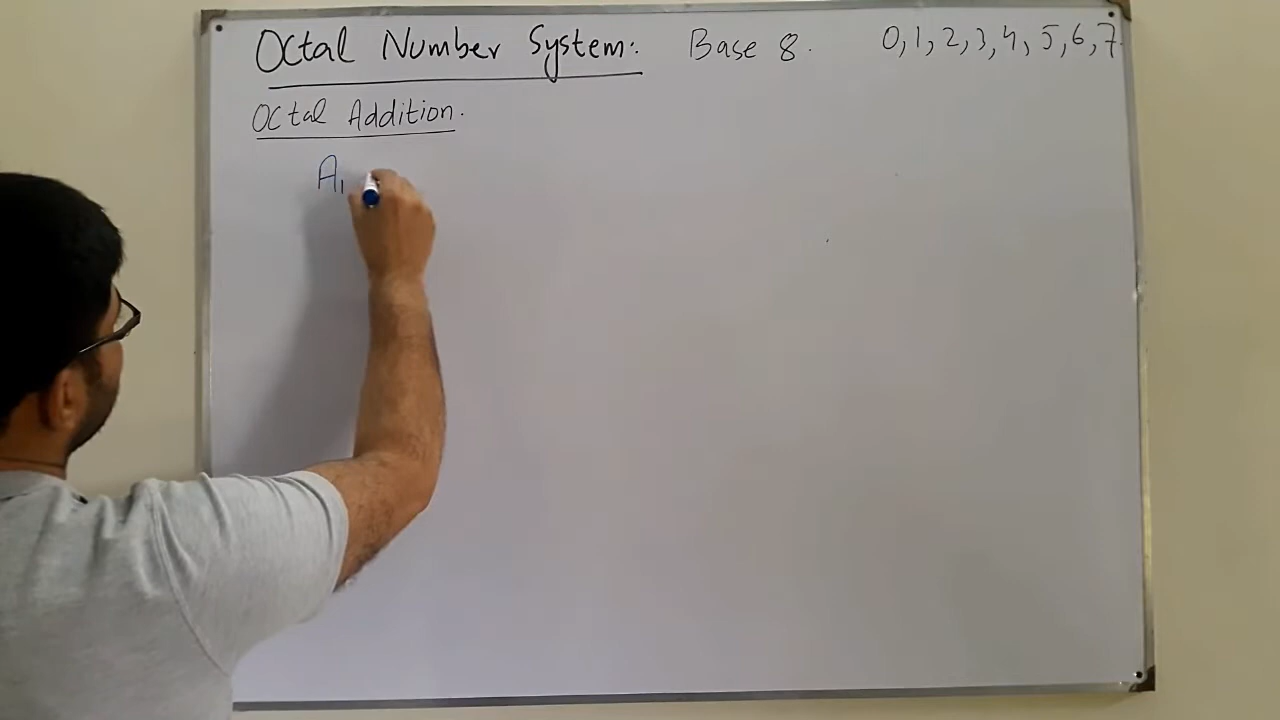 Octal Number System:. Base 8. 0,1,2,3,4,5,6,7.
Octal Addition.
A1